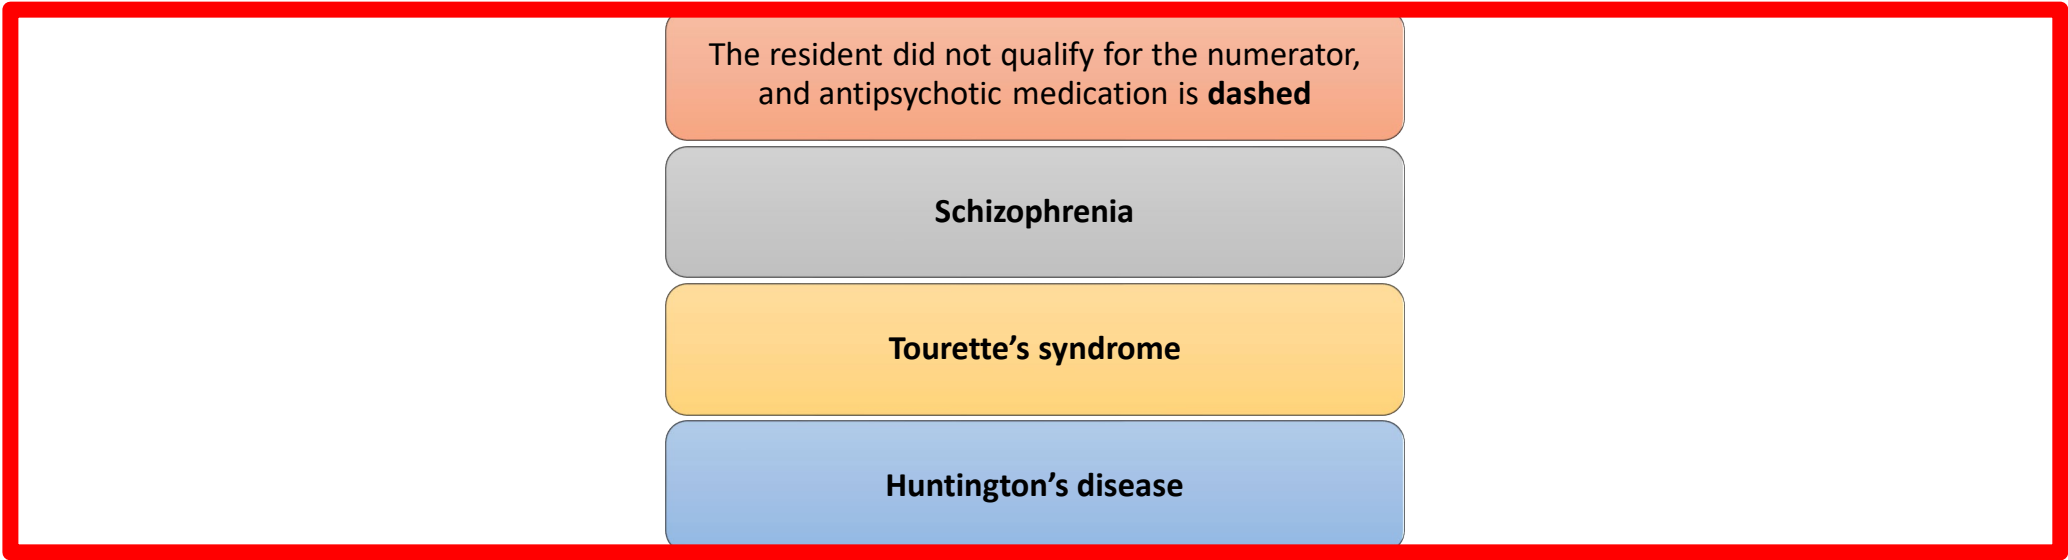 The resident did not qualify for the numerator,
and antipsychotic medication is dashed
Schizophrenia
Tourette’s syndrome
Huntington’s disease